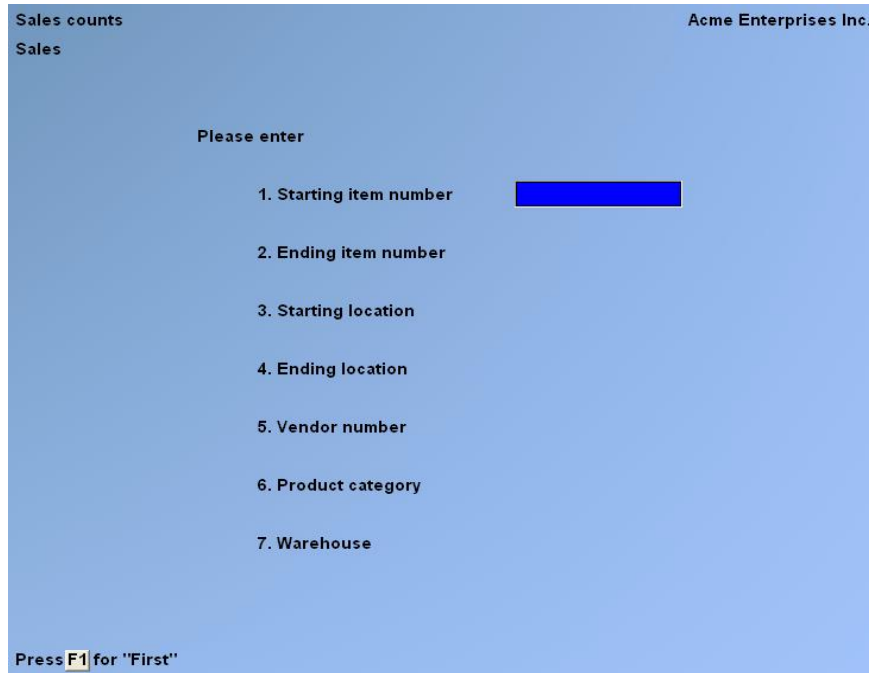 Sales counts
Acme Enterprises Inc.
Sales
Please enter
1. Starting item number
2. Ending item number
3. Starting location
4. Ending location
5. Vendor number
6. Product category
7. Warehouse
Press F1 for "First"